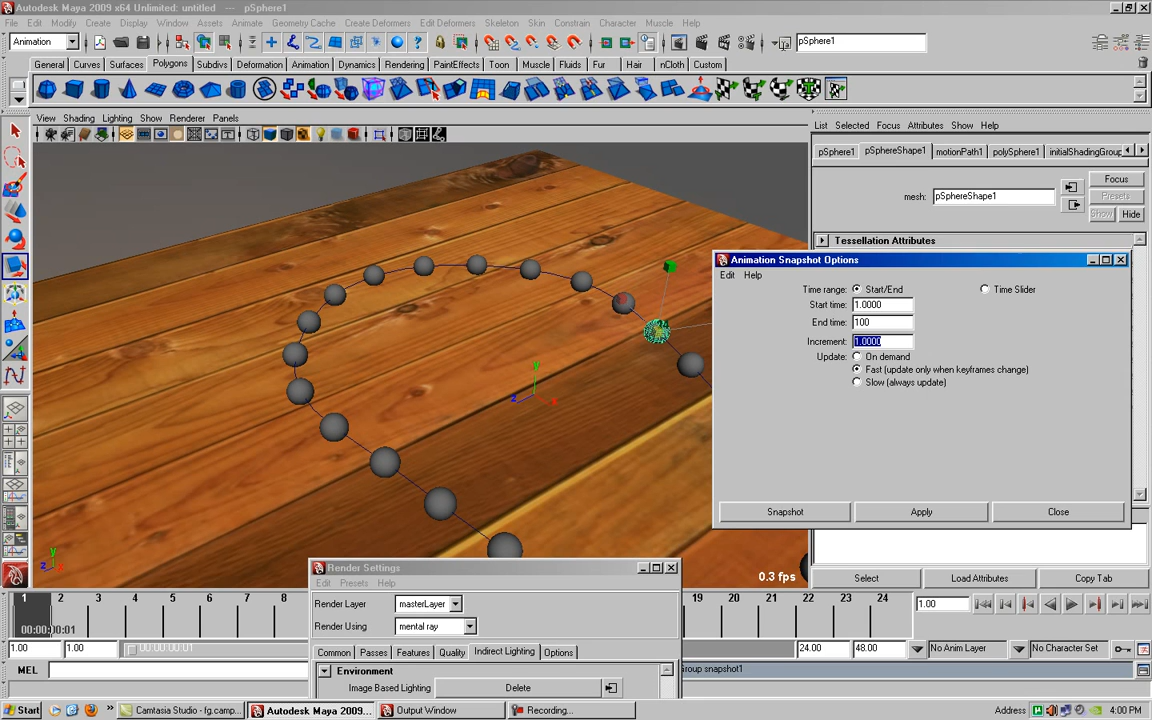 Autodesk Maya 2009 x64 Unlimited: untitled --- pSphere1
File Edit Modify Create Display Window Assets Animate Geometry Cache Create Deformers Edit Deformers Skeleton Skin Constrain Character Muscle Help
Animation
pSphere1
General Curves Surfaces Polygons Subdivs Deformation Animation Dynamics Rendering PaintEffects Toon Muscle Fluids Fur Hair nCloth Custom
View Shading Lighting Show Renderer Panels
List Selected Focus Attributes Show Help
pSphere1 pSphereShape1 motionPath1 polySphere1 initialShadingGroup
Focus
mesh: pSphereShape1
Presets
Show Hide
Tessellation Attributes
Animation Snapshot Options
Edit Help
Time range: Start/End Time Slider
Start time: 1.0000
End time: 100
Increment: 1.0000
Update: On demand
Fast (update only when keyframes change)
Slow (always update)
Snapshot Apply Close
y
z x
y
z x
0.3 fps
Select Load Attributes Copy Tab
Render Settings
Edit Presets Help
Render Layer masterLayer
Render Using mental ray
Common Passes Features Quality Indirect Lighting Options
Environment
Image Based Lighting Delete
1 2 3 4 5 6 7 8 19 20 21 22 23 24
1.00
00:00:00:01
1.00 1.00 00:00:00:01 24.00 48.00 No Anim Layer No Character Set
MEL
Group snapshot1
Start Camtasia Studio - fg.camp... Autodesk Maya 2009... Output Window Recording... Address 4:00 PM